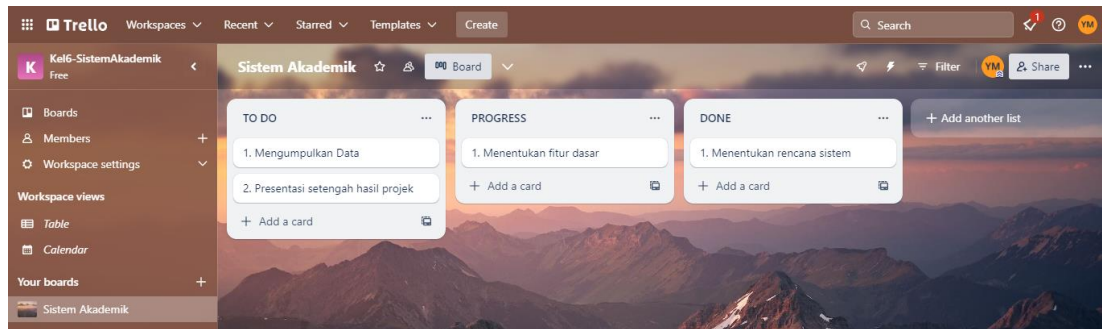 Trello Workspaces Recent Starred Templates Create Search 1 YM
K Kel6-SistemAkademik
Free
Sistem Akademik Board Filter YM Share
Boards
Members
Workspace settings
Workspace views
Table
Calendar
Your boards
Sistem Akademik
TO DO
1. Mengumpulkan Data
2. Presentasi setengah hasil projek
+ Add a card
PROGRESS
1. Menentukan fitur dasar
+ Add a card
DONE
1. Menentukan rencana sistem
+ Add a card
+ Add another list